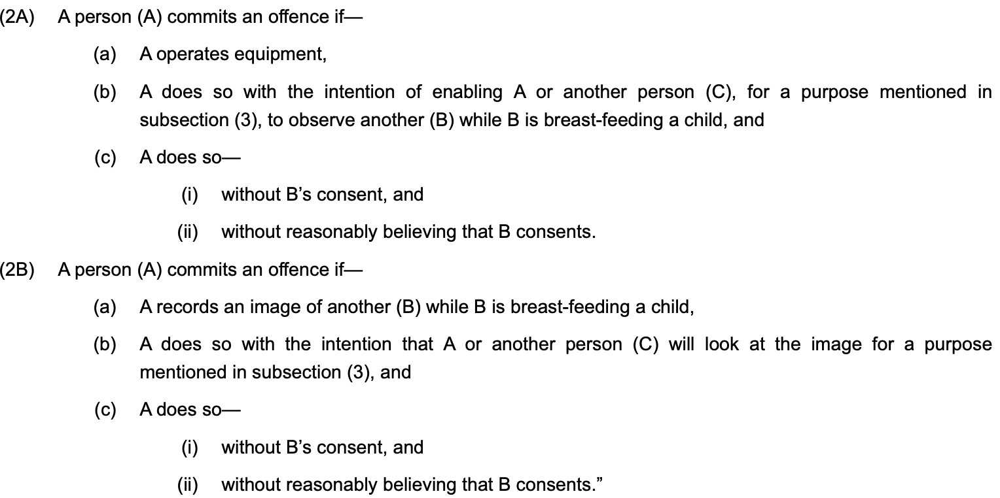 (2A) A person (A) commits an offence if—
(a) A operates equipment,
(b) A does so with the intention of enabling A or another person (C), for a purpose mentioned in
subsection (3), to observe another (B) while B is breast-feeding a child, and
(c) A does so—
(i) without B’s consent, and
(ii) without reasonably believing that B consents.
(2B) A person (A) commits an offence if—
(a) A records an image of another (B) while B is breast-feeding a child,
(b) A does so with the intention that A or another person (C) will look at the image for a purpose
mentioned in subsection (3), and
(c) A does so—
(i) without B’s consent, and
(ii) without reasonably believing that B consents.”